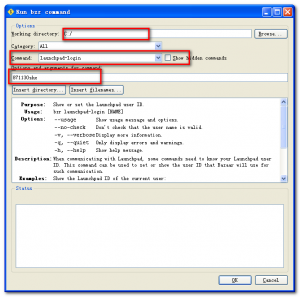 Run bzr command
Options
Working directory: C:/
Browse...
Category: All
Command: launchpad-login
Show hidden commands
Options and arguments for command
Insert directory...
Insert filenames...
Purpose: Show or set the Launchpad user ID.
Usage: bzr launchpad-login [NAME]
Options: --usage Show usage message and options.
--no-check Don't check that the user name is valid.
-v, --verbose Display more information.
-q, --quiet Only display errors and warnings.
-h, --help Show help message.
Description: When communicating with Launchpad, some commands need to know your Launchpad user
ID. This command can be used to set or show the user ID that Bazaar will use for
such communication.
Examples: Show the Launchpad ID of the current user:
Status
OK
Cancel